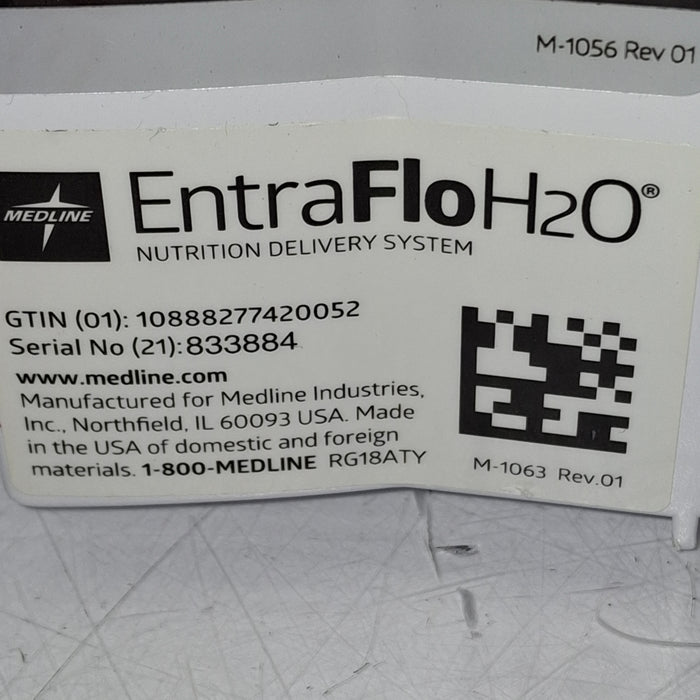 M-1056 Rev 01
MEDLINE
EntraFloH2O®
NUTRITION DELIVERY SYSTEM
GTIN (01): 10888277420052
Serial No (21):833884
www.medline.com
Manufactured for Medline Industries,
Inc., Northfield, IL 60093 USA. Made
in the USA of domestic and foreign
materials. 1-800-MEDLINE RG18ATY
M-1063 Rev.01